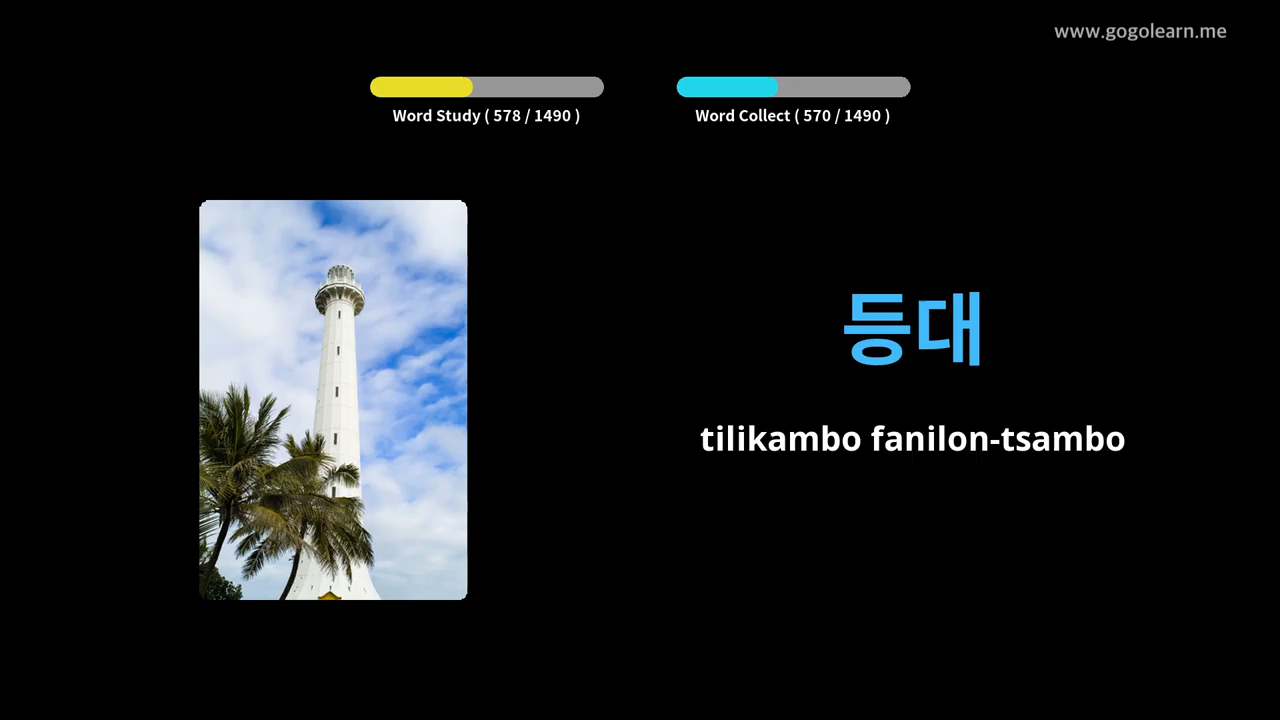 www.gogolearn.me
Word Study ( 578 / 1490 )
Word Collect ( 570 / 1490 )
등대
tilikambo fanilon-tsambo